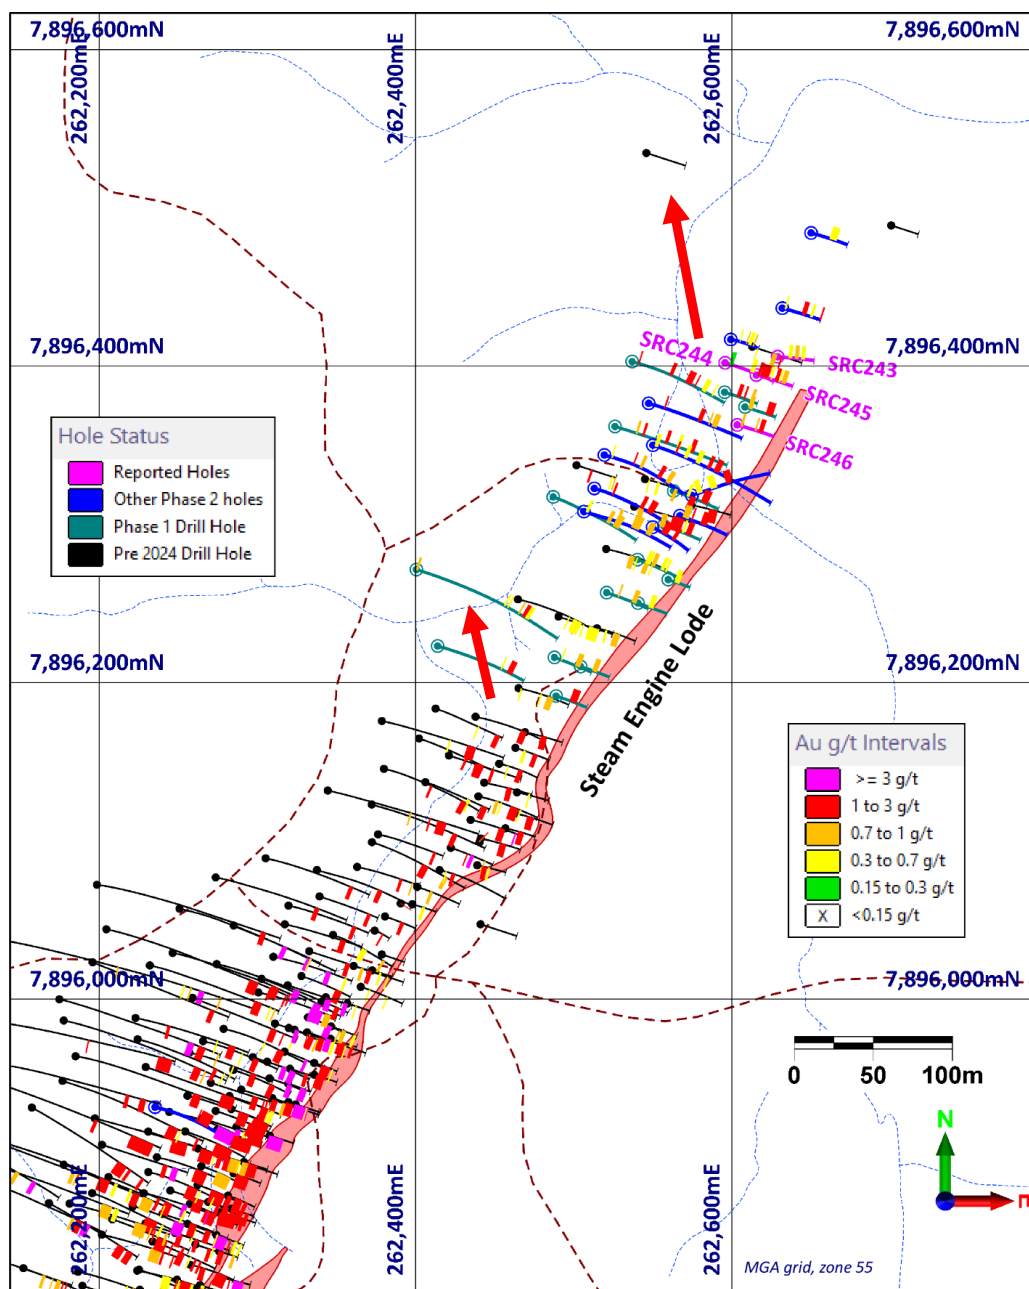 7,896,600mN
7,896,600mN
262,200mE
262,400mE
262,600mE
7,896,400mN
7,896,400mN
SRC244
SRC243
SRC245
SRC246
Hole Status
Reported Holes
Other Phase 2 holes
Phase 1 Drill Hole
Pre 2024 Drill Hole
7,896,200mN
7,896,200mN
Steam Engine Lode
Au g/t Intervals
>= 3 g/t
1 to 3 g/t
0.7 to 1 g/t
0.3 to 0.7 g/t
0.15 to 0.3 g/t
X <0.15 g/t
7,896,000mN
7,896,000mN
0 50 100m
N
262,200mE
262,400mE
262,600mE
MGA grid, zone 55